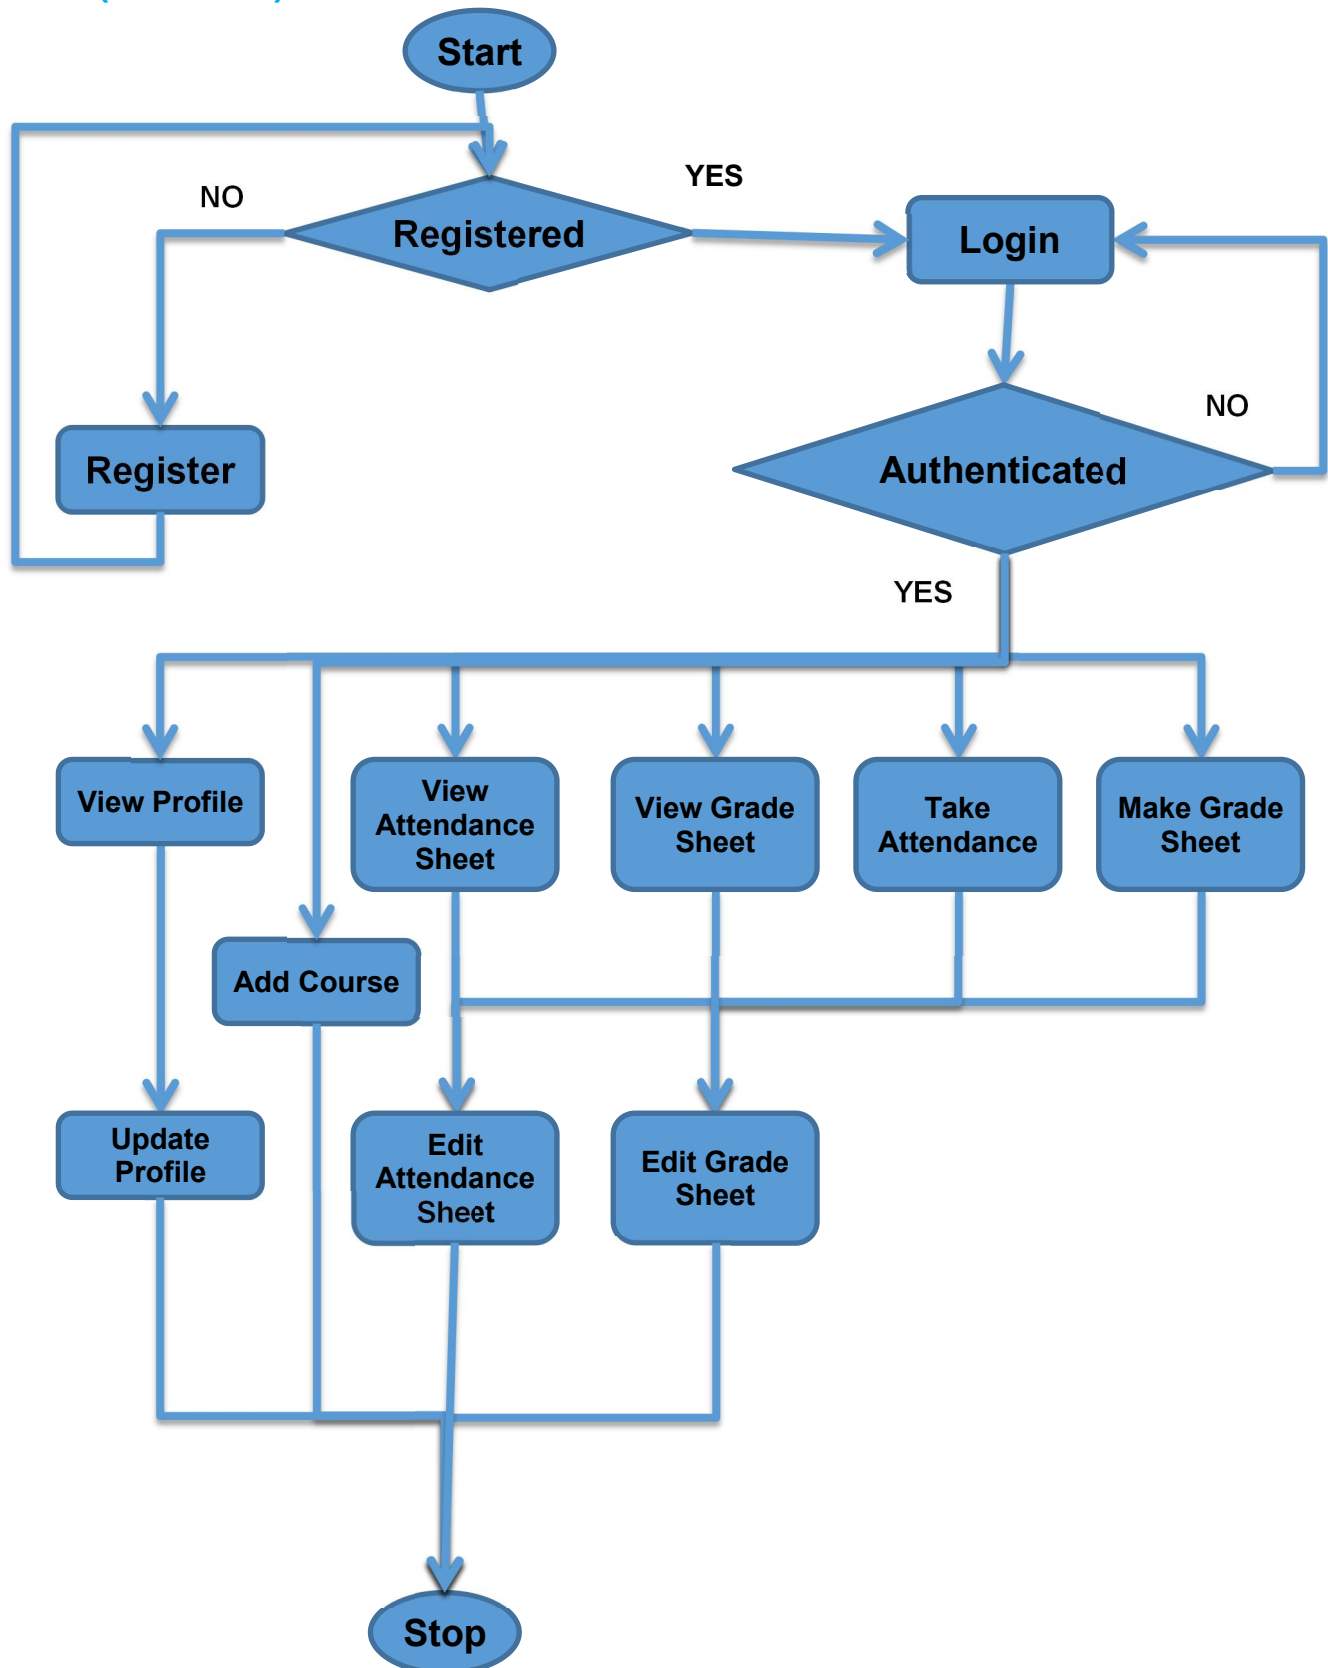 Start
YES
NO
Registered
Login
NO
Register
Authenticated
YES
View Profile
View
Attendance
Sheet
View Grade
Sheet
Take
Attendance
Make Grade
Sheet
Add Course
Update
Profile
Edit
Attendance
Sheet
Edit Grade
Sheet
Stop